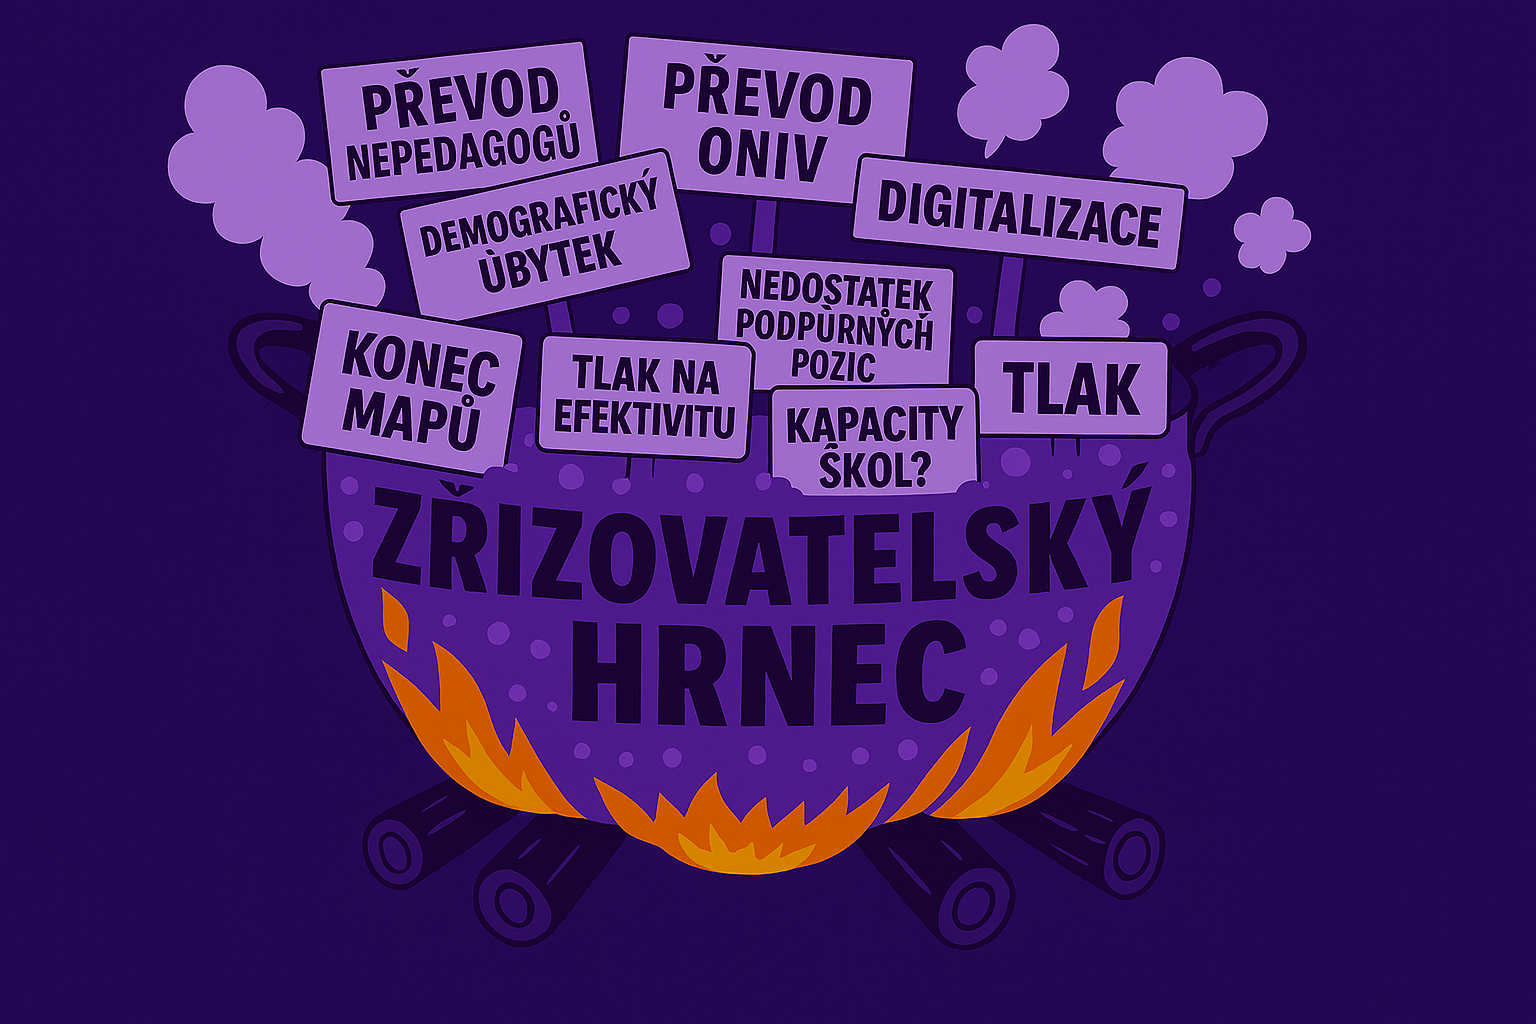 PŘEVOD
NEPEDAGOGŮ
PŘEVOD
ONIV
DEMOGRAFICKÝ
ÙBYTEK
DIGITALIZACE
NEDOSTATEK
PODPŮRNÝCH
POZIC
KONEC
MAPŮ
TLAK NA
EFEKTIVITU
KAPACITY
ŠKOL?
TLAK
ZŘIZOVATELSKÝ
HRNEC